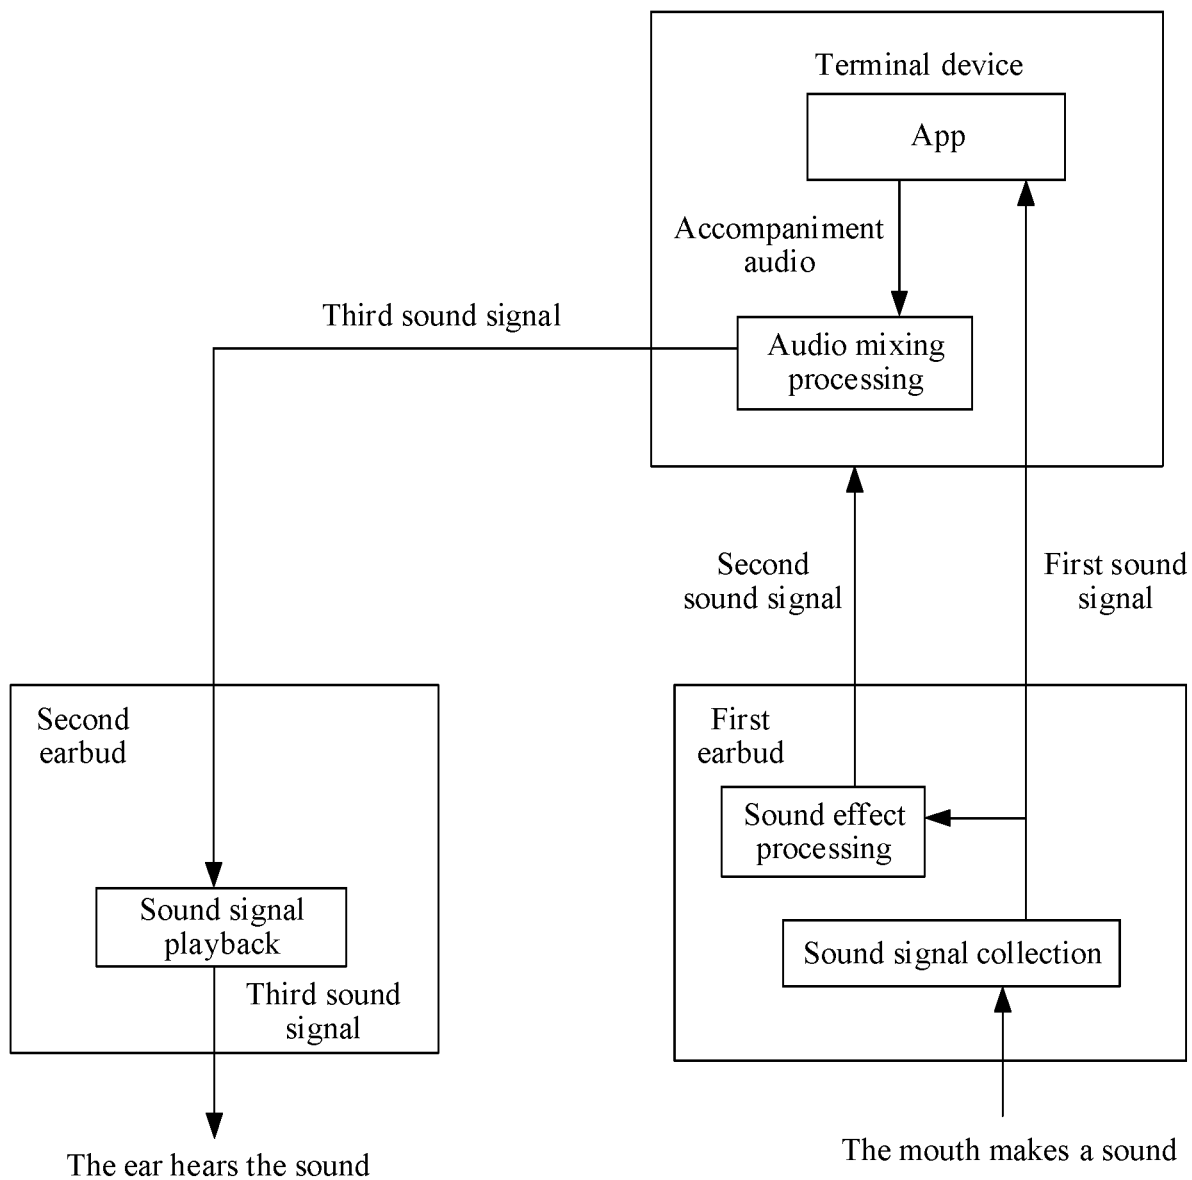 Terminal device
App
Accompaniment
audio
Third sound signal
Audio mixing
processing
Second
sound signal
First sound
signal
Second
earbud
First
earbud
Sound effect
processing
Sound signal
playback
Sound signal collection
Third sound
signal
The mouth makes a sound
The ear hears the sound